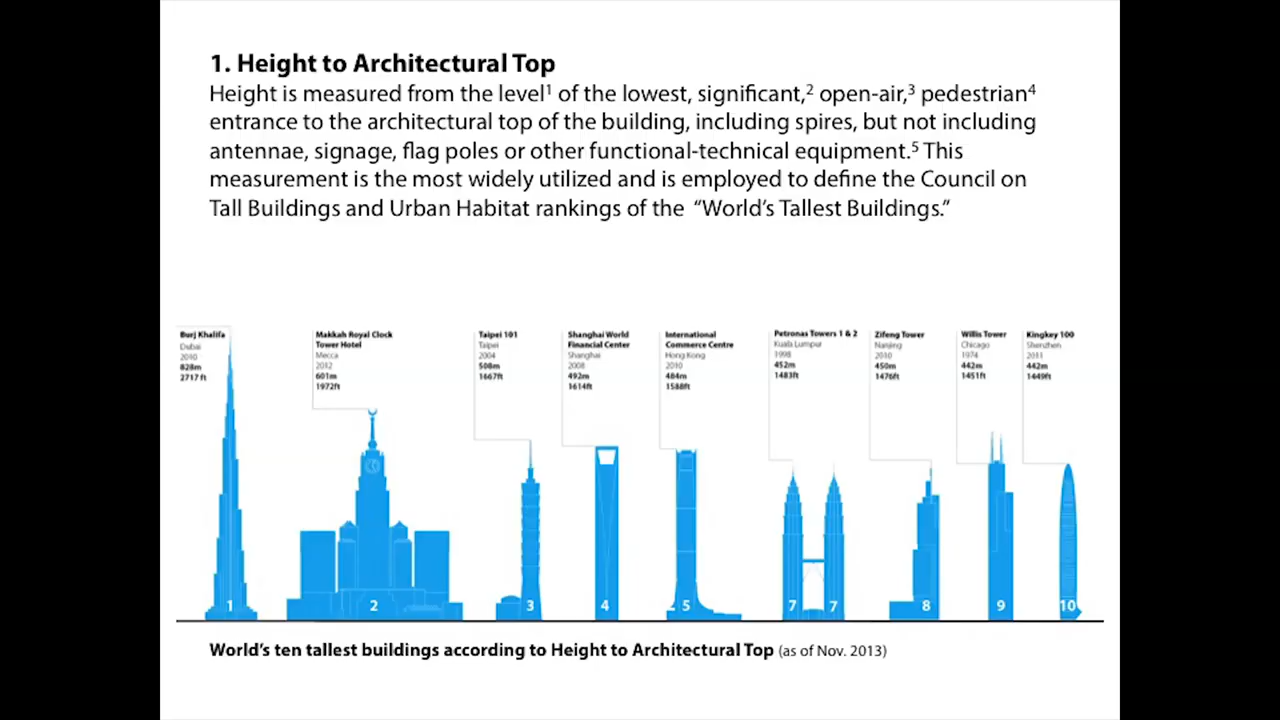 1. Height to Architectural Top
Height is measured from the level¹ of the lowest, significant,² open-air,³ pedestrian⁴
entrance to the architectural top of the building, including spires, but not including
antennae, signage, flag poles or other functional-technical equipment.⁵ This
measurement is the most widely utilized and is employed to define the Council on
Tall Buildings and Urban Habitat rankings of the “World’s Tallest Buildings.”
Burj Khalifa
Dubai
2010
828m
2717 ft
Makkah Royal Clock
Tower Hotel
Mecca
2012
601m
1972ft
Taipei 101
Taipei
2004
508m
1667ft
Shanghai World
Financial Center
Shanghai
2008
492m
1614ft
International
Commerce Centre
Hong Kong
2010
484m
1588ft
Petronas Towers 1 & 2
Kuala Lumpur
1998
452m
1483ft
Zifeng Tower
Nanjing
2010
450m
1476ft
Willis Tower
Chicago
1974
442m
1451ft
Kingkey 100
Shenzhen
2011
442m
1449ft
1
2
3
4
5
7
7
8
9
10
World’s ten tallest buildings according to Height to Architectural Top (as of Nov. 2013)